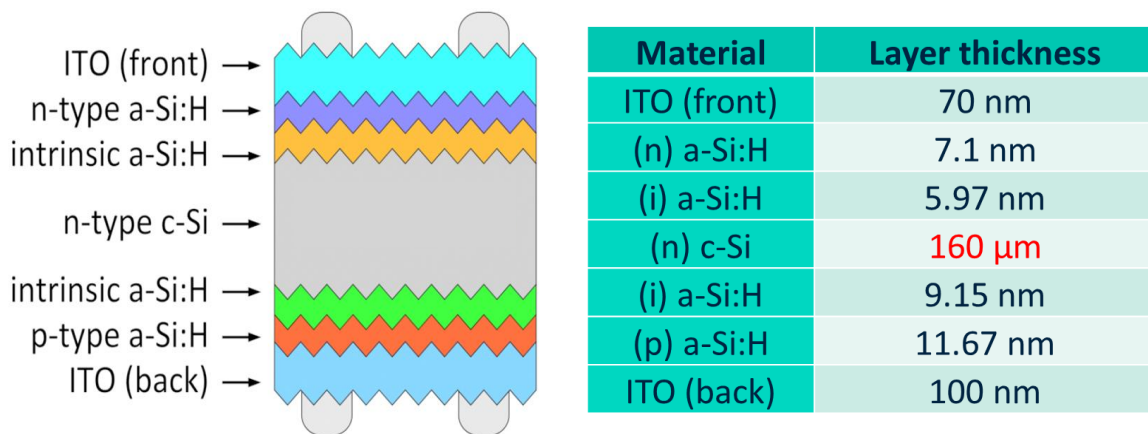 ITO (front)
n-type a-Si:H
intrinsic a-Si:H
n-type c-Si
intrinsic a-Si:H
p-type a-Si:H
ITO (back)
Material Layer thickness
ITO (front) 70 nm
(n) a-Si:H 7.1 nm
(i) a-Si:H 5.97 nm
(n) c-Si 160 µm
(i) a-Si:H 9.15 nm
(p) a-Si:H 11.67 nm
ITO (back) 100 nm